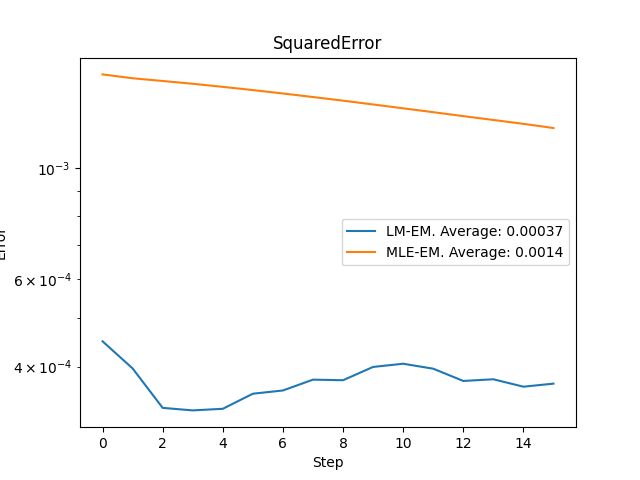 SquaredError
10⁻³
6 × 10⁻⁴
4 × 10⁻⁴
LM-EM. Average: 0.00037
MLE-EM. Average: 0.0014
0 2 4 6 8 10 12 14
Step